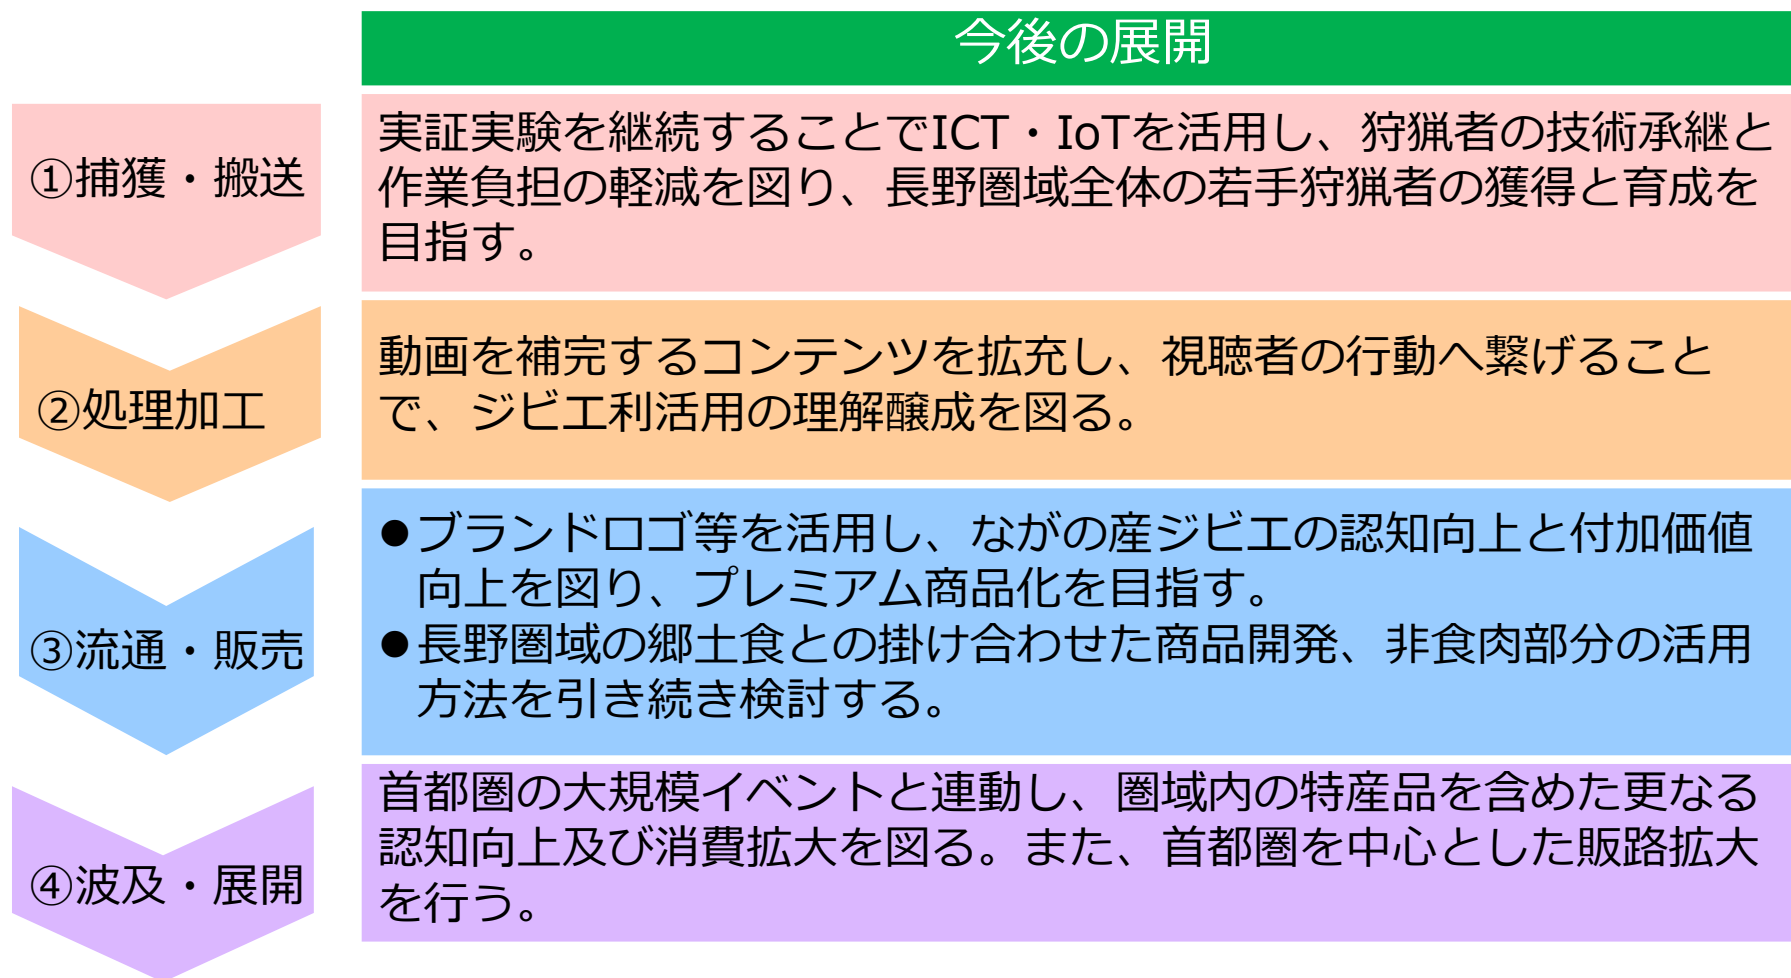 今後の展開
①捕獲・搬送
実証実験を継続することでICT・IoTを活用し、狩猟者の技術承継と
作業負担の軽減を図り、長野圏域全体の若手狩猟者の獲得と育成を
目指す。
②処理加工
動画を補完するコンテンツを拡充し、視聴者の行動へ繋げること
で、ジビエ利活用の理解醸成を図る。
③流通・販売
●ブランドロゴ等を活用し、ながの産ジビエの認知向上と付加価値
向上を図り、プレミアム商品化を目指す。
●長野圏域の郷土食との掛け合わせた商品開発、非食肉部分の活用
方法を引き続き検討する。
④波及・展開
首都圏の大規模イベントと連動し、圏域内の特産品を含めた更なる
認知向上及び消費拡大を図る。また、首都圏を中心とした販路拡大
を行う。